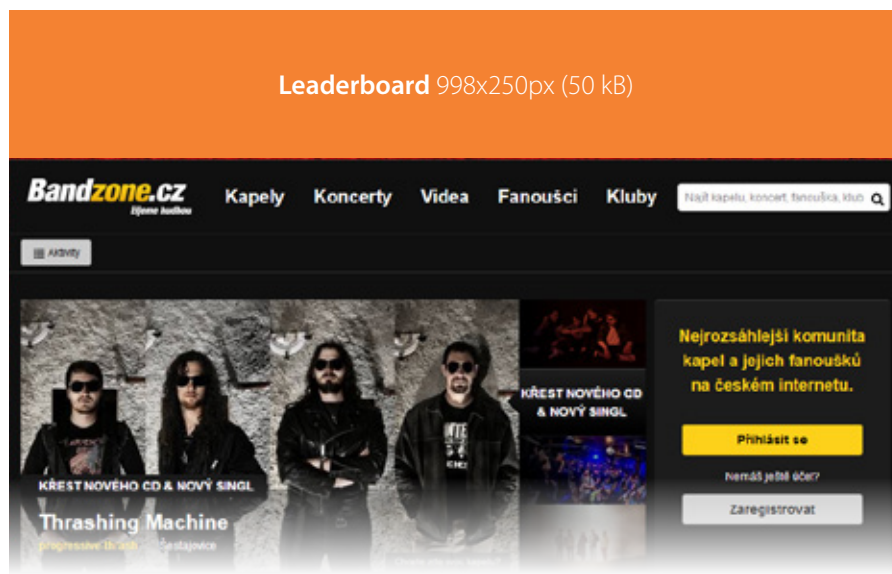 Leaderboard 998x250px (50 kB)
Bandzone.cz
žijeme hudbou
Kapely Koncerty Videa Fanoušci Kluby
Najít kapelu, koncert, fanouška, klub
Aktivity
Nejrozsáhlejší komunita
kapel a jejich fanoušků
na českém internetu.
KŘEST NOVÉHO CD
& NOVÝ SINGL
Přihlásit se
Nemáš ještě účet?
Zaregistrovat
KŘEST NOVÉHO CD & NOVÝ SINGL
Thrashing Machine
progressive thrash Šestajovice